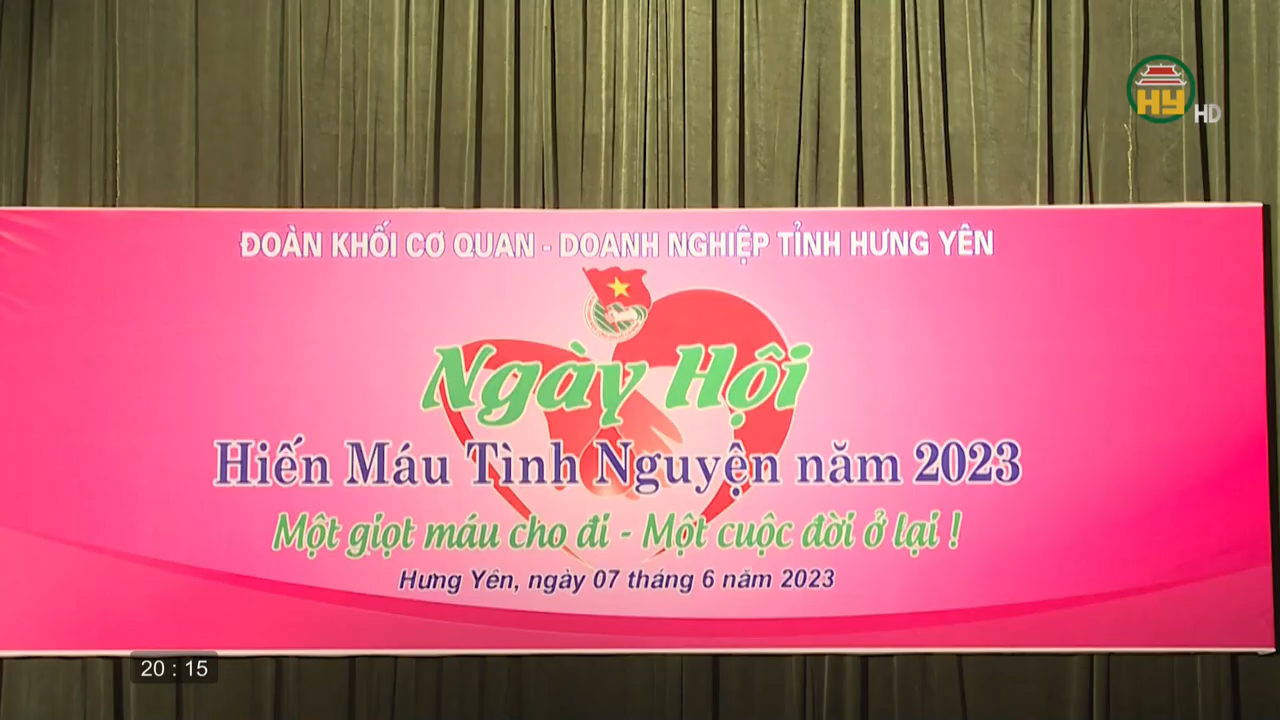 HY HD
ĐOÀN KHỐI CƠ QUAN - DOANH NGHIỆP TỈNH HƯNG YÊN
Ngày Hội
Hiến Máu Tình Nguyện năm 2023
Một giọt máu cho đi - Một cuộc đời ở lại !
Hưng Yên, ngày 07 tháng 6 năm 2023
20 : 15